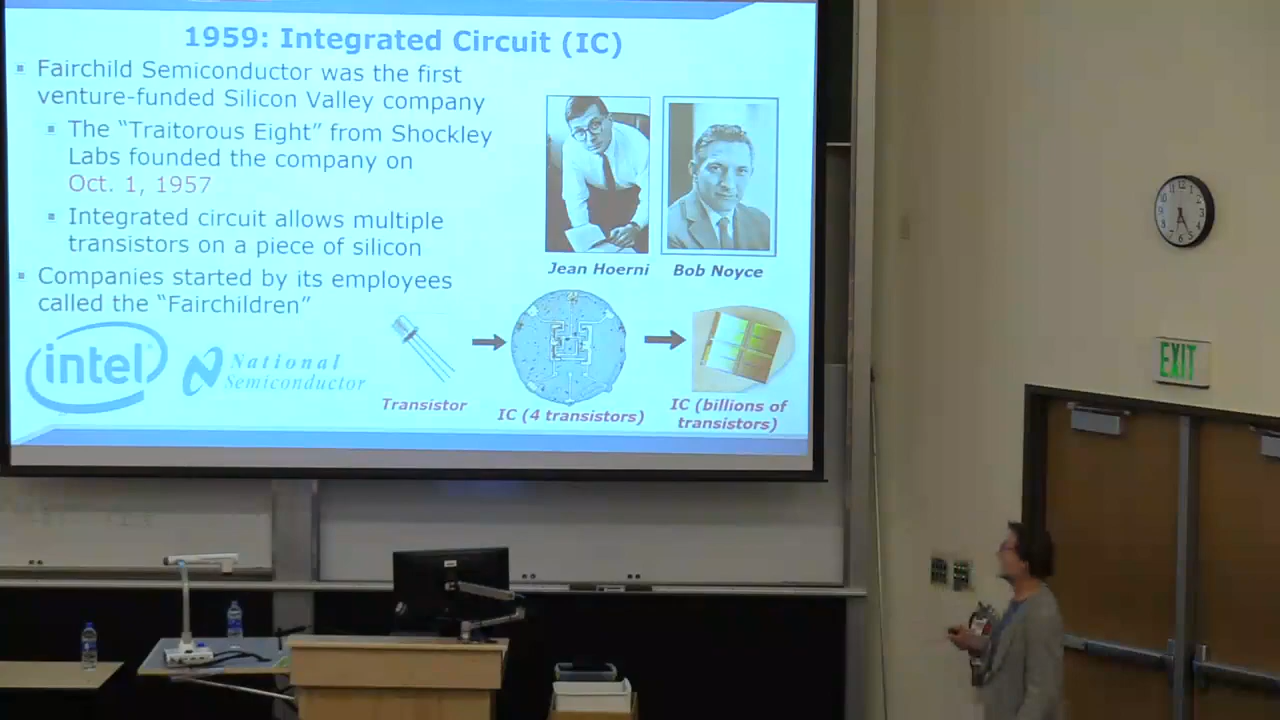 1959: Integrated Circuit (IC)
Fairchild Semiconductor was the first
venture-funded Silicon Valley company
The “Traitorous Eight” from Shockley
Labs founded the company on
Oct. 1, 1957
Integrated circuit allows multiple
transistors on a piece of silicon
Companies started by its employees
called the “Fairchildren”
Jean Hoerni
Bob Noyce
intel
National
Semiconductor
Transistor
IC (4 transistors)
IC (billions of
transistors)
EXIT